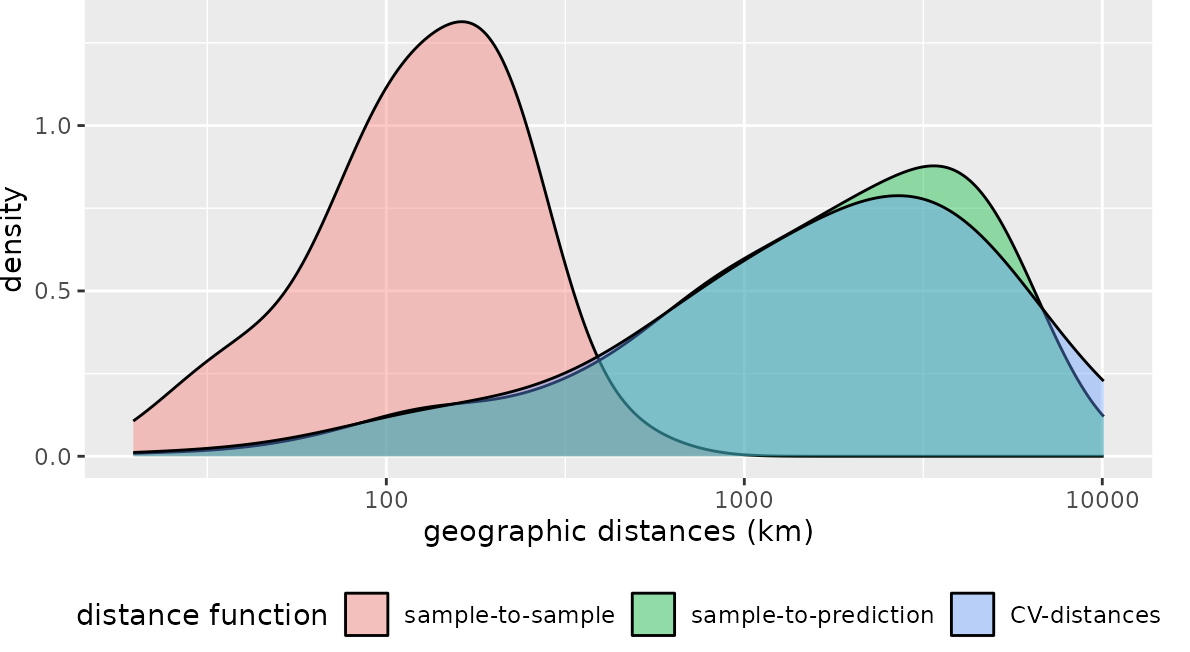 1.0
0.5
0.0
density
100 1000 10000
geographic distances (km)
distance function sample-to-sample sample-to-prediction CV-distances